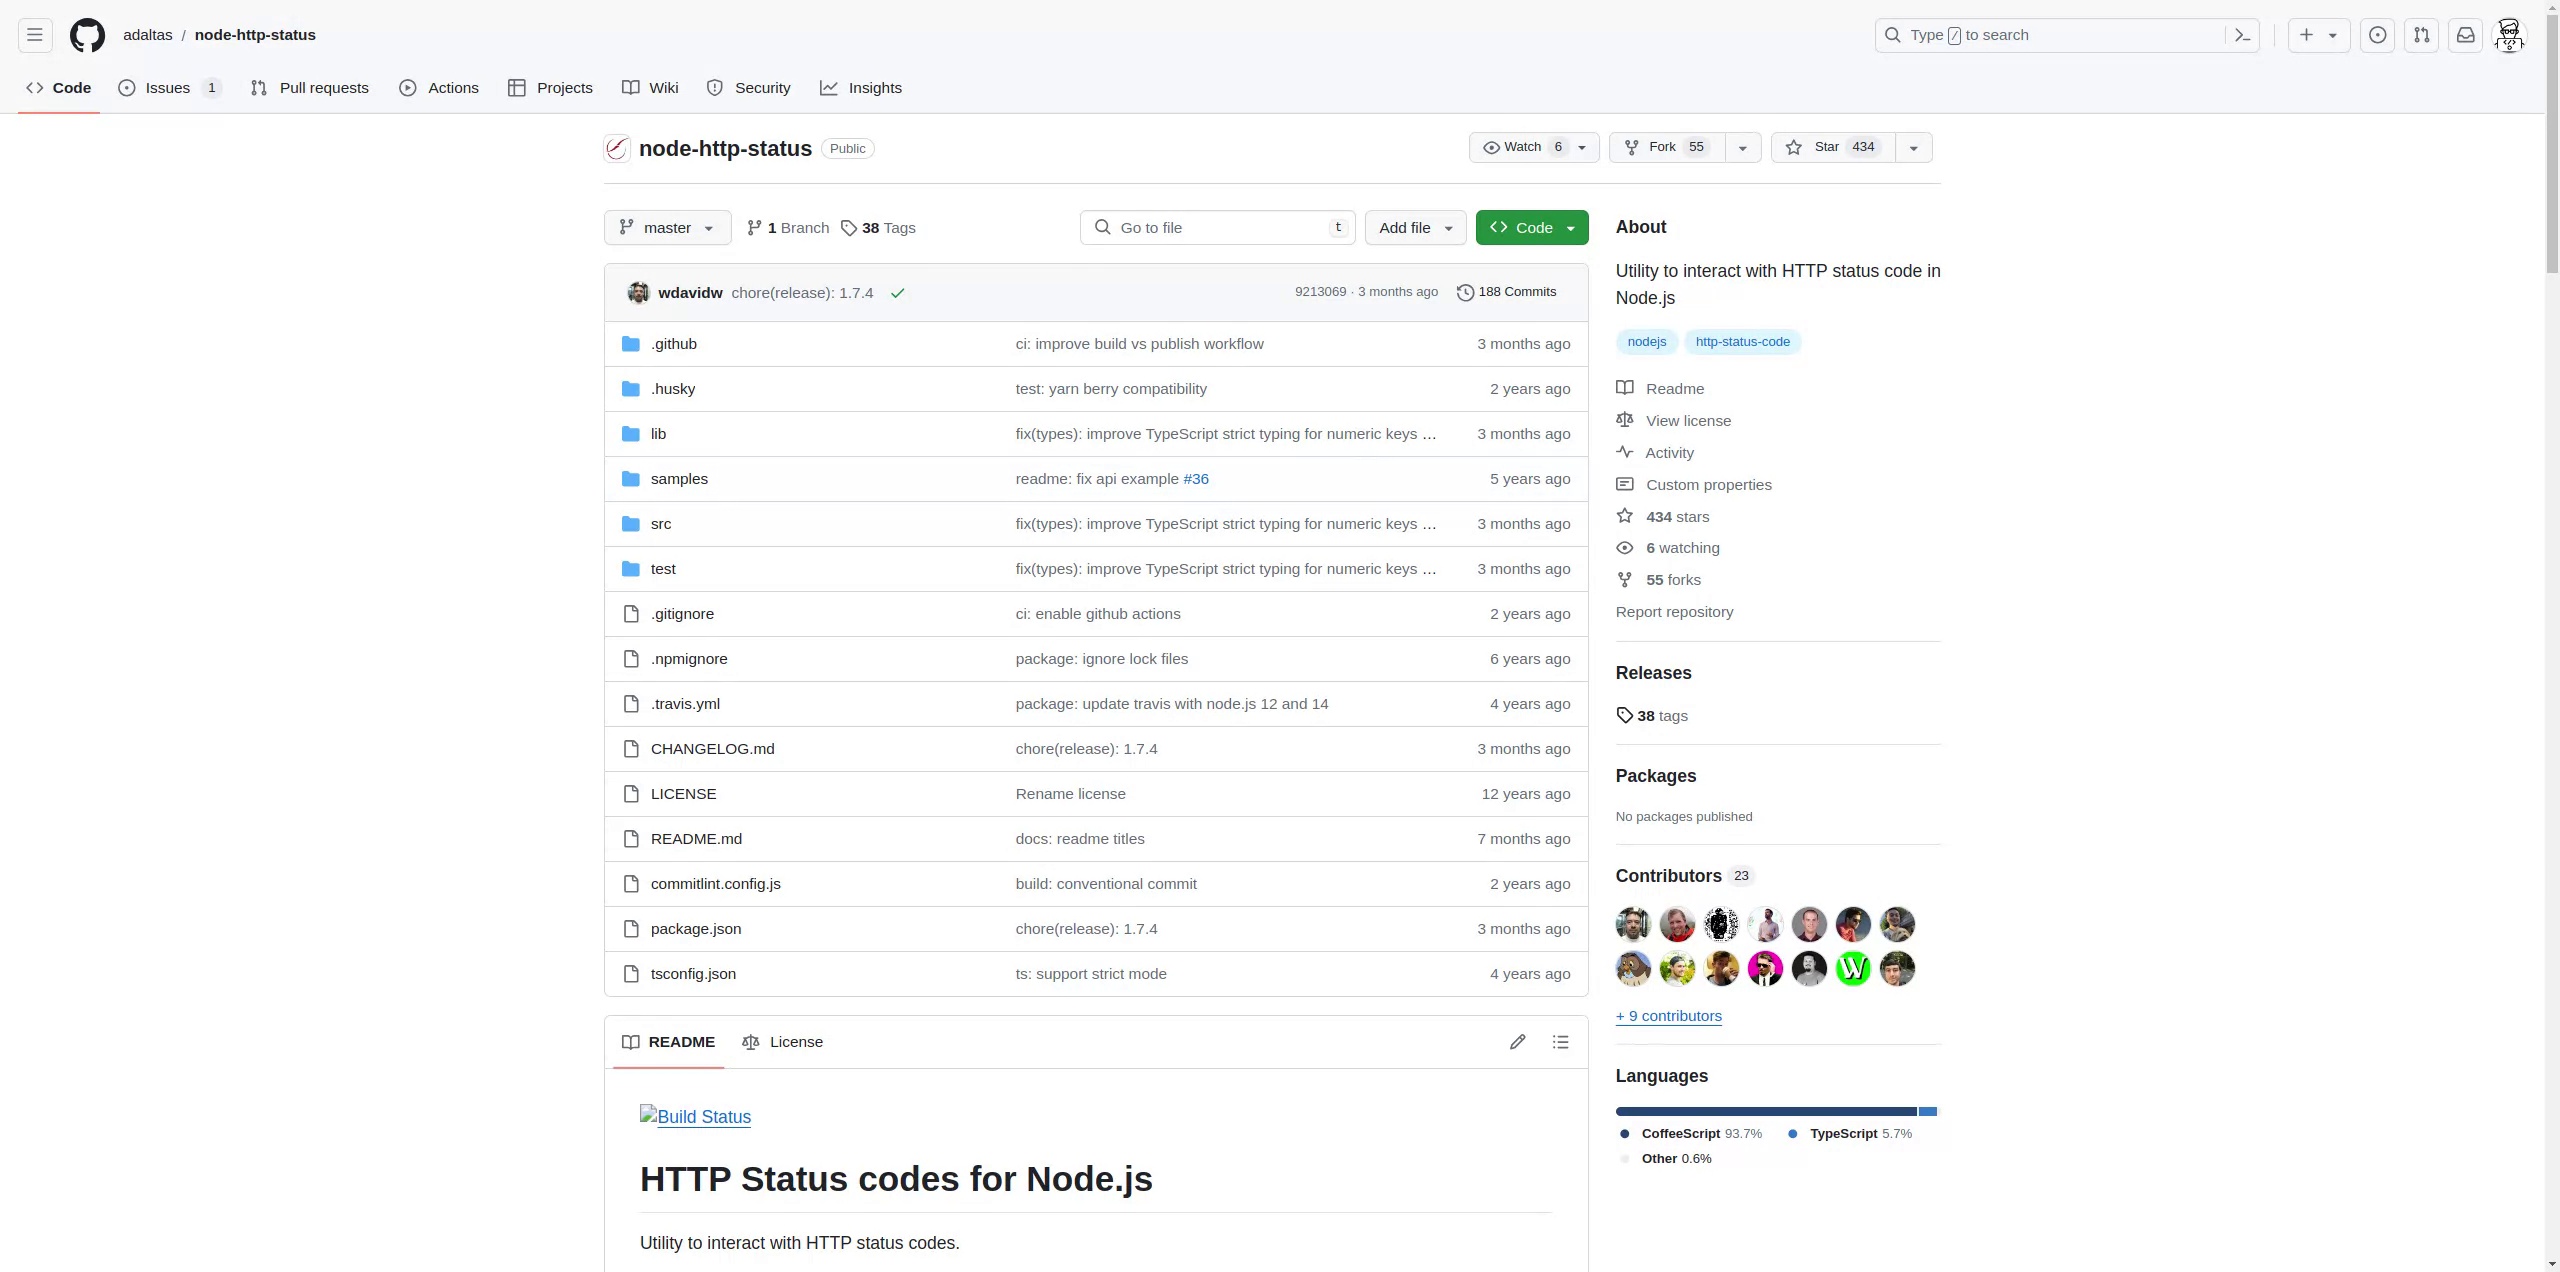 adaltas / node-http-status
Type / to search
Code
Issues 1
Pull requests
Actions
Projects
Wiki
Security
Insights
node-http-status Public
Watch 6
Fork 55
Star 434
master
1 Branch
38 Tags
Go to file t
Add file
Code
wdavidw chore(release): 1.7.4 9213069 · 3 months ago 188 Commits
.github ci: improve build vs publish workflow 3 months ago
.husky test: yarn berry compatibility 2 years ago
lib fix(types): improve TypeScript strict typing for numeric keys … 3 months ago
samples readme: fix api example #36 5 years ago
src fix(types): improve TypeScript strict typing for numeric keys … 3 months ago
test fix(types): improve TypeScript strict typing for numeric keys … 3 months ago
.gitignore ci: enable github actions 2 years ago
.npmignore package: ignore lock files 6 years ago
.travis.yml package: update travis with node.js 12 and 14 4 years ago
CHANGELOG.md chore(release): 1.7.4 3 months ago
LICENSE Rename license 12 years ago
README.md docs: readme titles 7 months ago
commitlint.config.js build: conventional commit 2 years ago
package.json chore(release): 1.7.4 3 months ago
tsconfig.json ts: support strict mode 4 years ago
README
License
Build Status
HTTP Status codes for Node.js
Utility to interact with HTTP status codes.
About
Utility to interact with HTTP status code in
Node.js
nodejs http-status-code
Readme
View license
Activity
Custom properties
434 stars
6 watching
55 forks
Report repository
Releases
38 tags
Packages
No packages published
Contributors 23
W
+ 9 contributors
Languages
CoffeeScript 93.7% TypeScript 5.7%
Other 0.6%